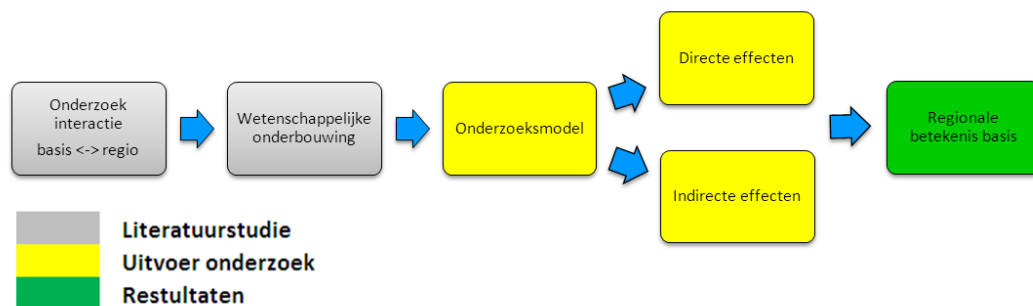 Onderzoek
interactie
basis <-> regio
Wetenschappelijke
onderbouwing
Onderzoeksmodel
Directe effecten
Indirecte effecten
Regionale
betekenis basis
Literatuurstudie
Uitvoer onderzoek
Restultaten